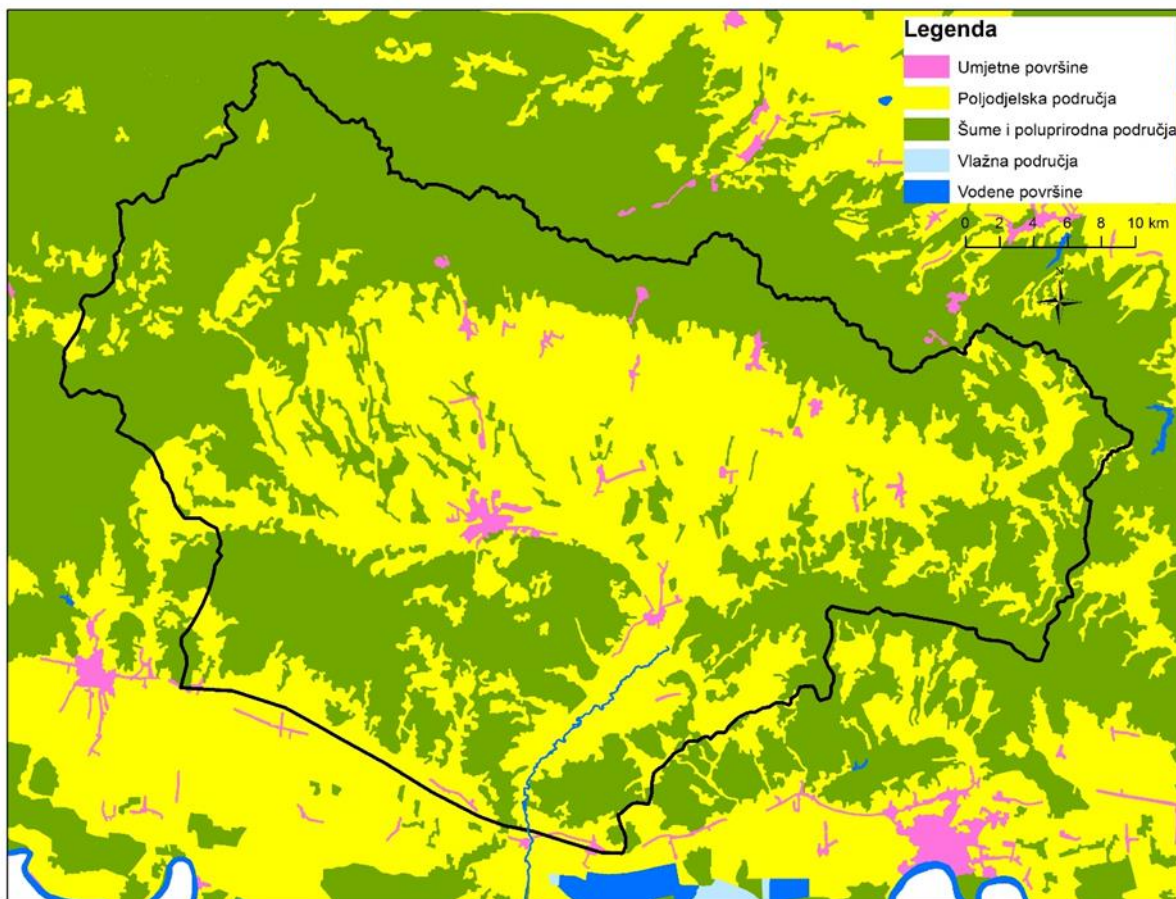 Legenda
Umjetne površine
Poljodjelska područja
Šume i poluprirodna područja
Vlažna područja
Vodene površine
0 2 4 6 8 10 km